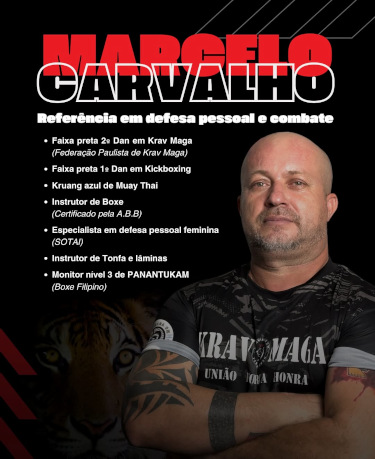 MARCELO
CARVALHO
Referência em defesa pessoal e combate
• Faixa preta 2º Dan em Krav Maga
(Federação Paulista de Krav Maga)
• Faixa preta 1º Dan em Kickboxing
• Kruang azul de Muay Thai
• Instrutor de Boxe
(Certificado pela A.B.B)
• Especialista em defesa pessoal feminina
(SOTAI)
• Instrutor de Tonfa e lâminas
• Monitor nível 3 de PANANTUKAM
(Boxe Filipino)
KRAV MAGA
UNIÃO HONRA